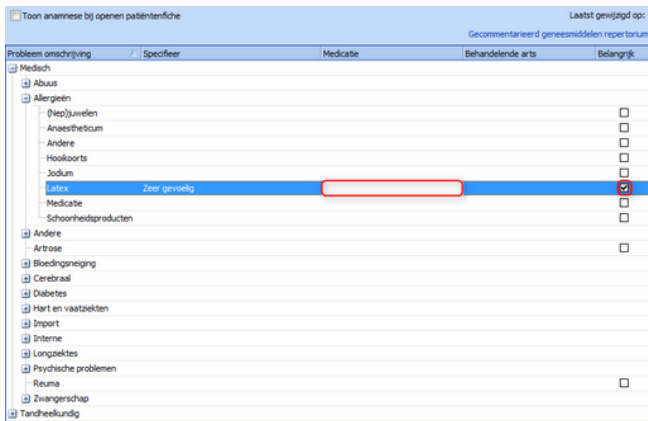 Toon anamnese bij openen patiëntenfiche Laatst gewijzigd op:
Gecommentarieerd geneesmiddelen repertorium
Probleem omschrijving Specifieer Medicatie Behandelende arts Belangrijk
Medisch
Abuus
Allergieën
(Nep)juwelen
Anaestheticum
Andere
Hooikoorts
Jodium
Latex Zeer gevoelig
Medicatie
Schoonheidsproducten
Andere
Artrose
Bloedingsneiging
Cerebraal
Diabetes
Hart en vaatziekten
Import
Interne
Longziektes
Psychische problemen
Reuma
Zwangerschap
Tandheelkundig